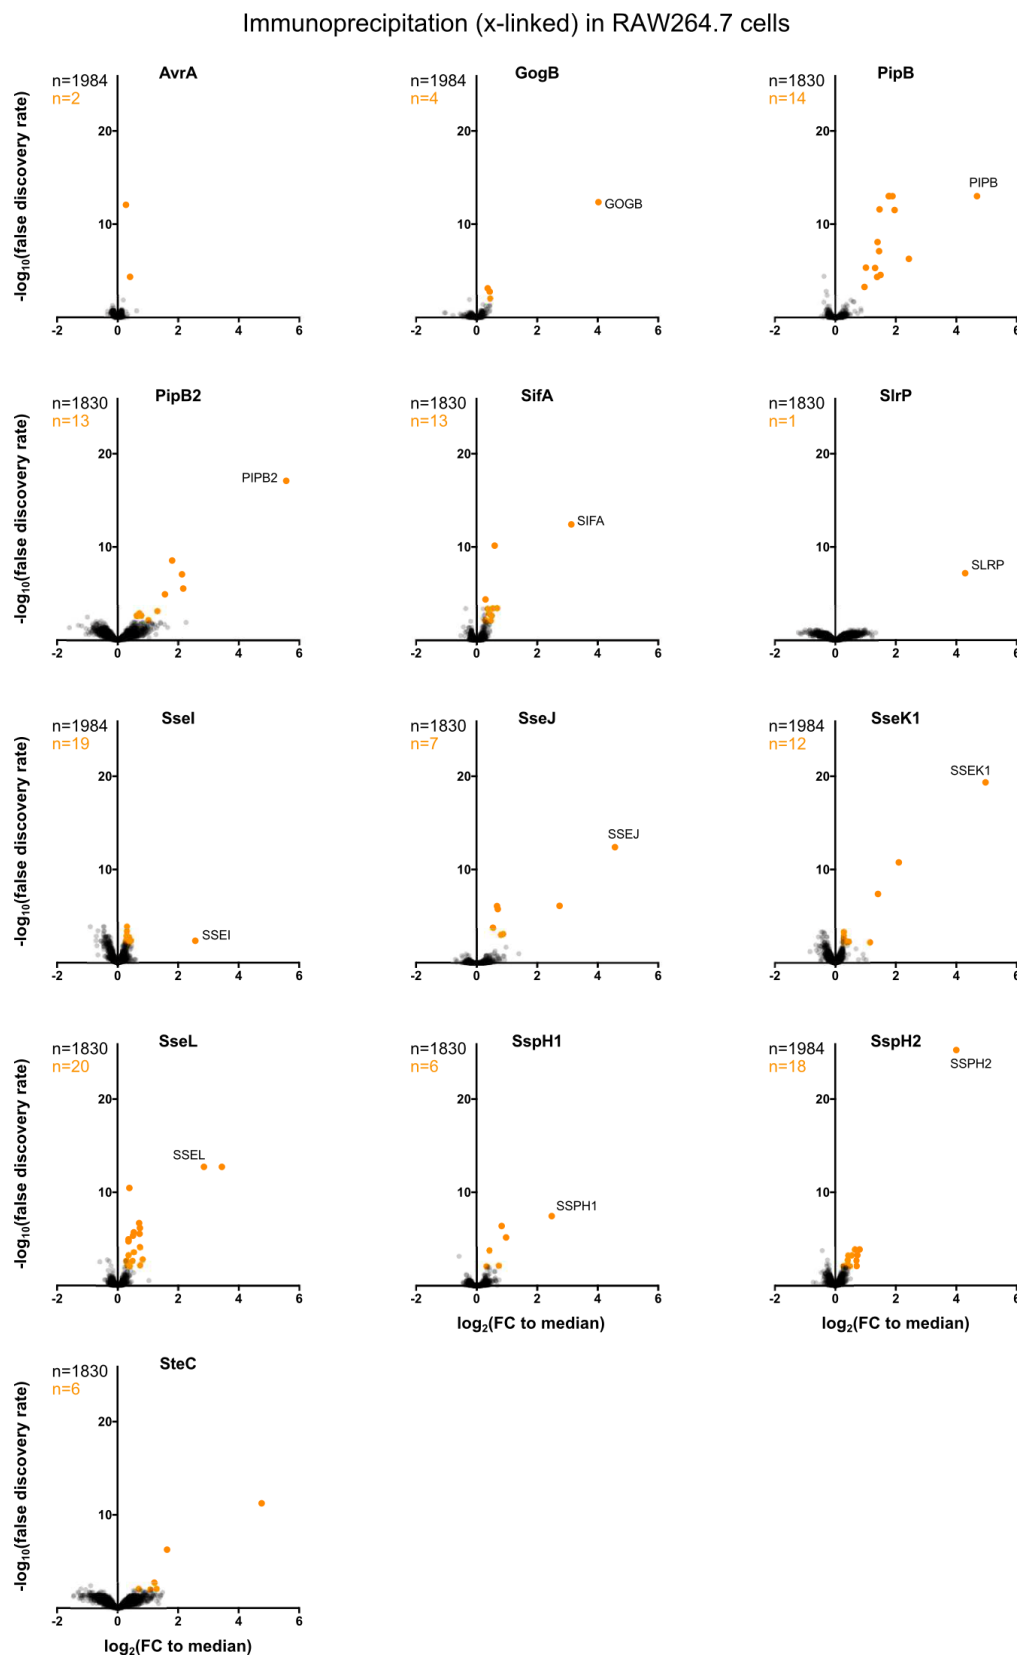 Immunoprecipitation (x-linked) in RAW264.7 cells
AvrA
n=1984
n=2
-log10(false discovery rate)
20
10
-2 0 2 4 6
GogB
n=1984
n=4
20
10
GOGB
-2 0 2 4 6
PipB
n=1830
n=14
20
10
PIPB
-2 0 2 4 6
PipB2
n=1830
n=13
-log10(false discovery rate)
20
10
PIPB2
-2 0 2 4 6
SifA
n=1830
n=13
20
10
SIFA
-2 0 2 4 6
SlrP
n=1830
n=1
20
10
SLRP
-2 0 2 4 6
SseI
n=1984
n=19
-log10(false discovery rate)
20
10
SSEI
-2 0 2 4 6
SseJ
n=1830
n=7
20
10
SSEJ
-2 0 2 4 6
SseK1
n=1984
n=12
20
10
SSEK1
-2 0 2 4 6
SseL
n=1830
n=20
-log10(false discovery rate)
20
10
SSEL
-2 0 2 4 6
SspH1
n=1830
n=6
20
10
SSPH1
-2 0 2 4 6
log2(FC to median)
SspH2
n=1984
n=18
20
10
SSPH2
-2 0 2 4 6
log2(FC to median)
SteC
n=1830
n=6
-log10(false discovery rate)
20
10
-2 0 2 4 6
log2(FC to median)